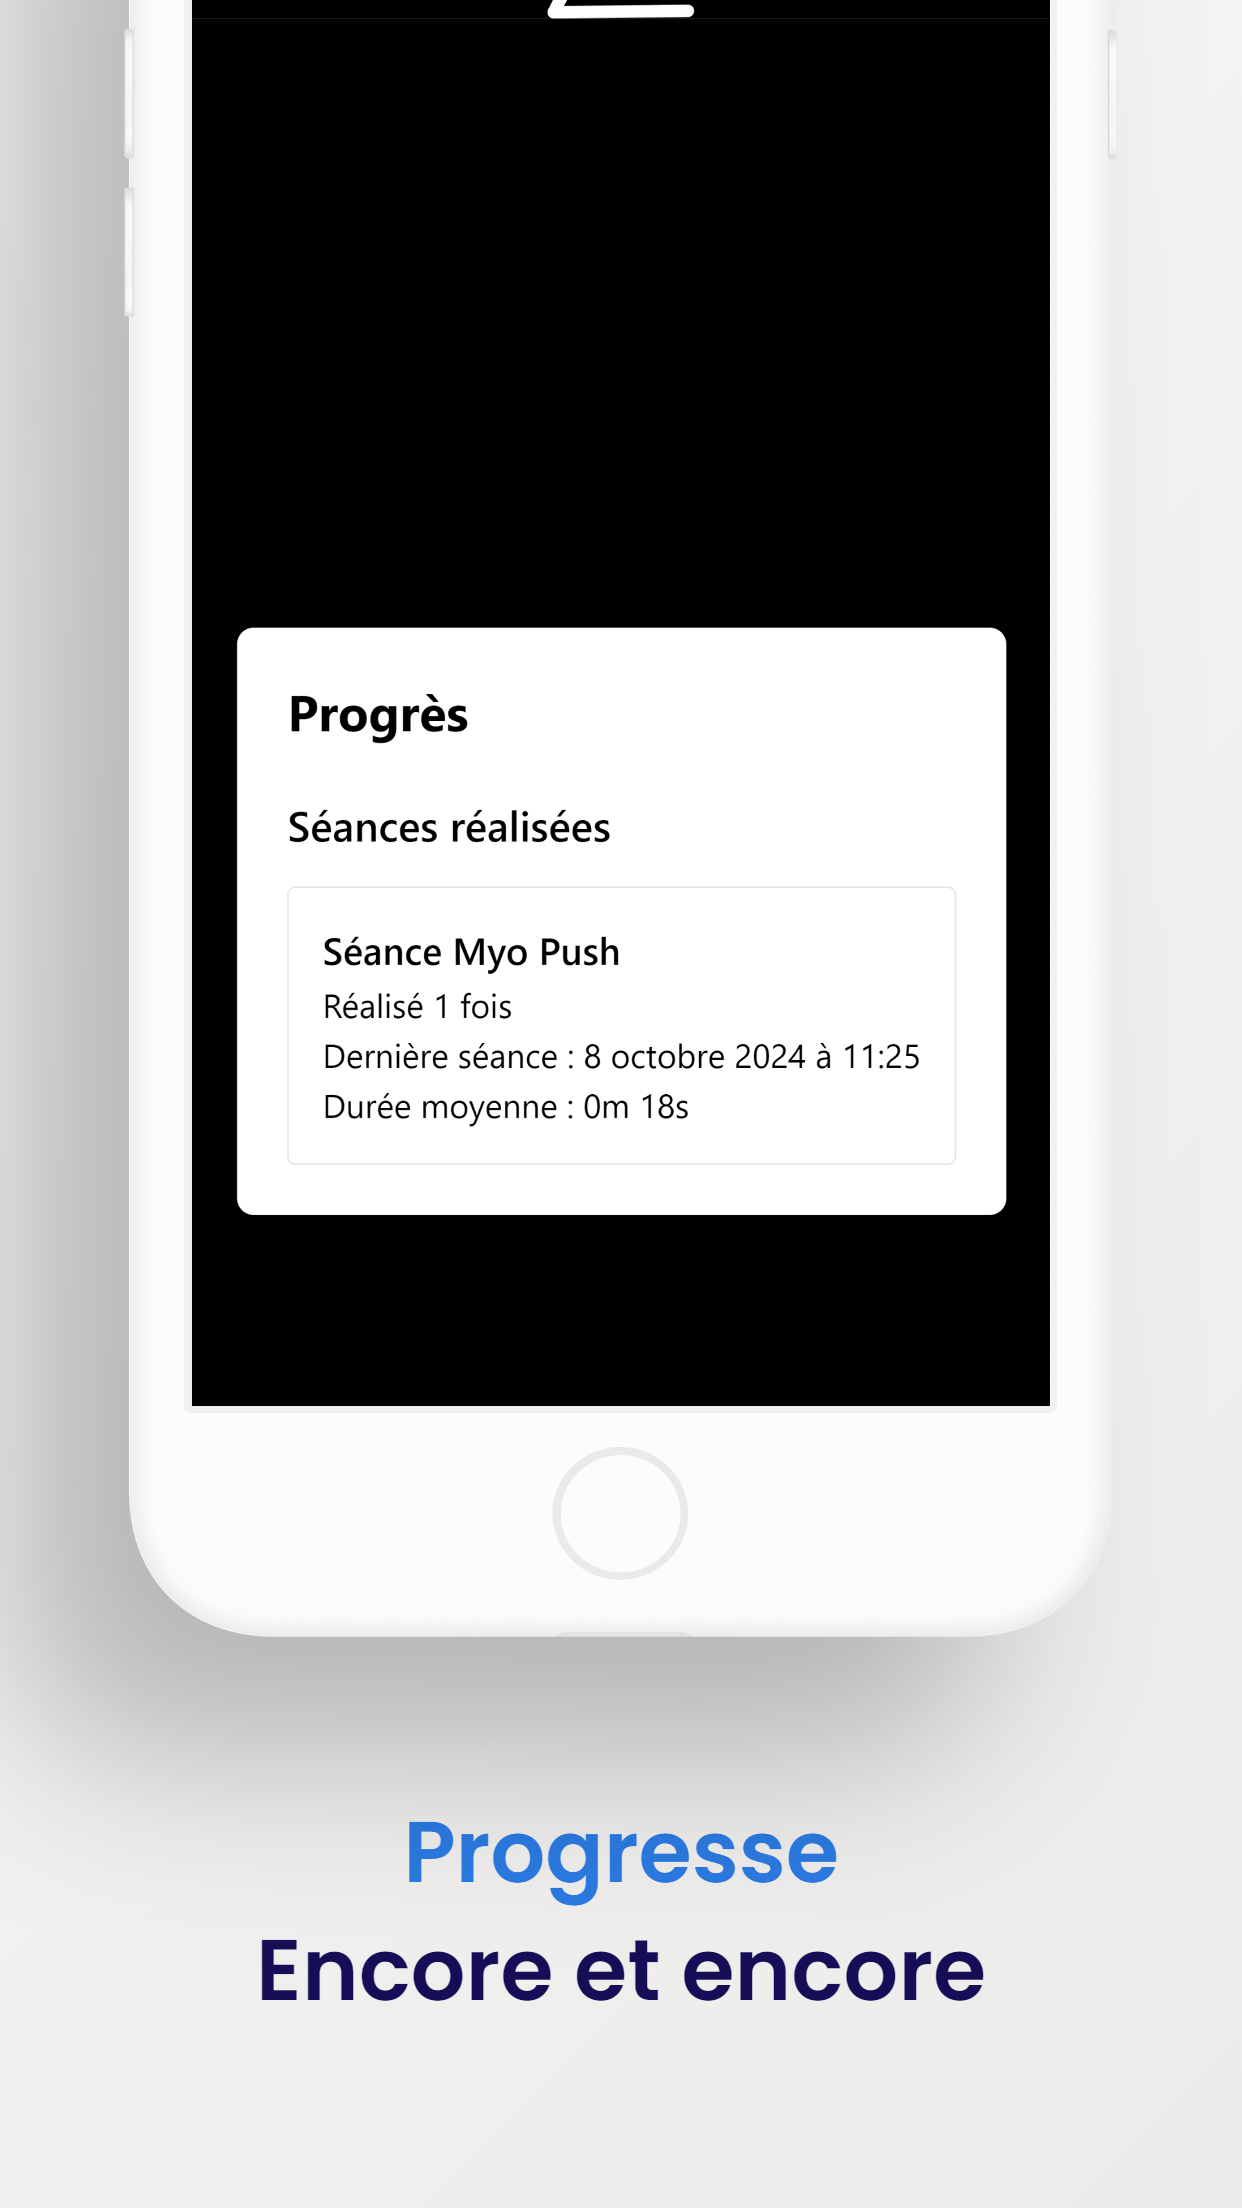 Progrès
Séances réalisées
Séance Myo Push
Réalisé 1 fois
Dernière séance : 8 octobre 2024 à 11:25
Durée moyenne : 0m 18s
Progresse
Encore et encore